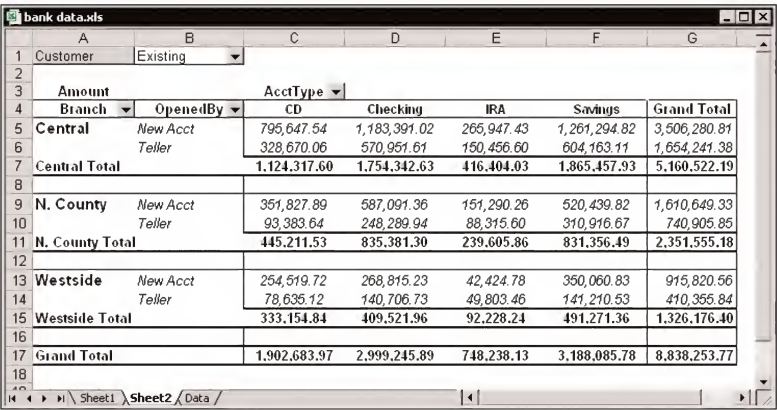 bank data.xls
A B C D E F G
1 Customer Existing
2
3 Amount AcctType
4 Branch OpenedBy CD Checking IRA Savings Grand Total
5 Central New Acct 795,647.54 1,183,391.02 265,947.43 1,261,294.82 3,506,280.81
6 Teller 328,670.06 570,951.61 150,456.60 604,163.11 1,654,241.38
7 Central Total 1,124,317.60 1,754,342.63 416,404.03 1,865,457.93 5,160,522.19
8
9 N. County New Acct 351,827.89 587,091.36 151,290.26 520,439.82 1,610,649.33
10 Teller 93,383.64 248,289.94 88,315.60 310,916.67 740,905.85
11 N. County Total 445,211.53 835,381.30 239,605.86 831,356.49 2,351,555.18
12
13 Westside New Acct 254,519.72 268,815.23 42,424.78 350,060.83 915,820.56
14 Teller 78,635.12 140,706.73 49,803.46 141,210.53 410,355.84
15 Westside Total 333,154.84 409,521.96 92,228.24 491,271.36 1,326,176.40
16
17 Grand Total 1,902,683.97 2,999,245.89 748,238.13 3,188,085.78 8,838,253.77
18
Sheet1 Sheet2 Data